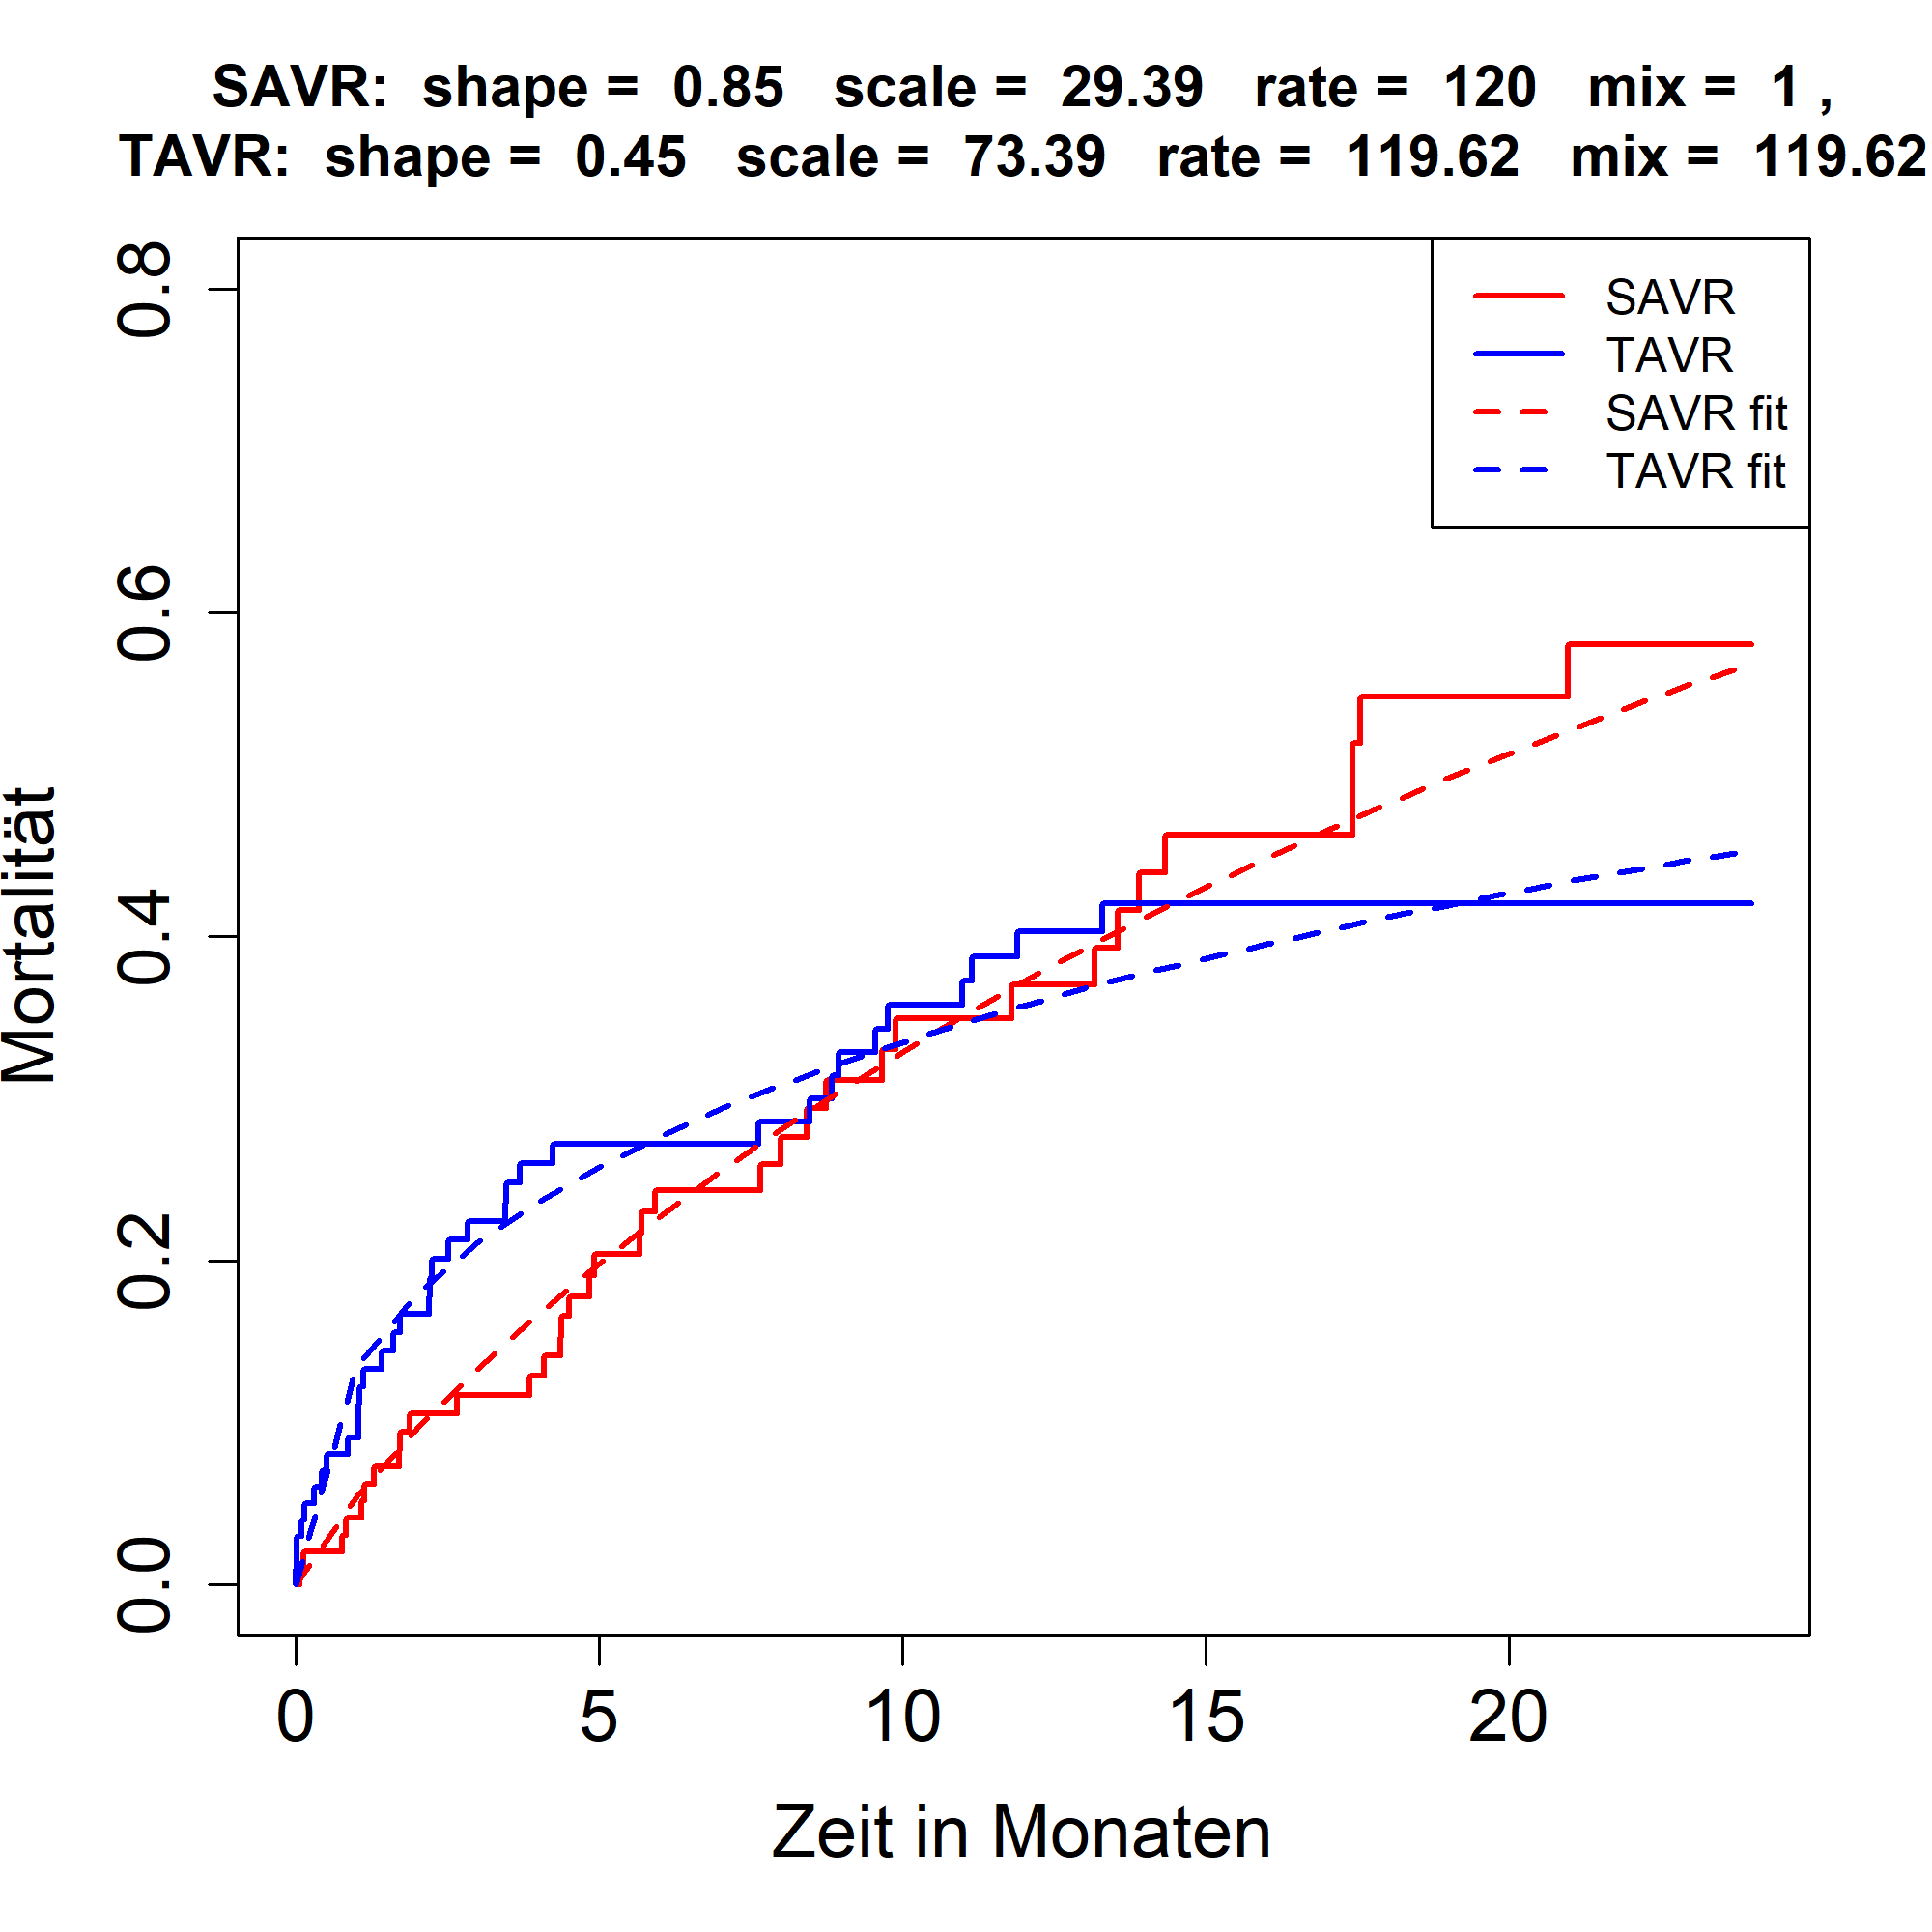 SAVR: shape = 0.85 scale = 29.39 rate = 120 mix = 1 ,
TAVR: shape = 0.45 scale = 73.39 rate = 119.62 mix = 119.62
SAVR
TAVR
SAVR fit
TAVR fit
Mortalität
0.8
0.6
0.4
0.2
0.0
0 5 10 15 20
Zeit in Monaten